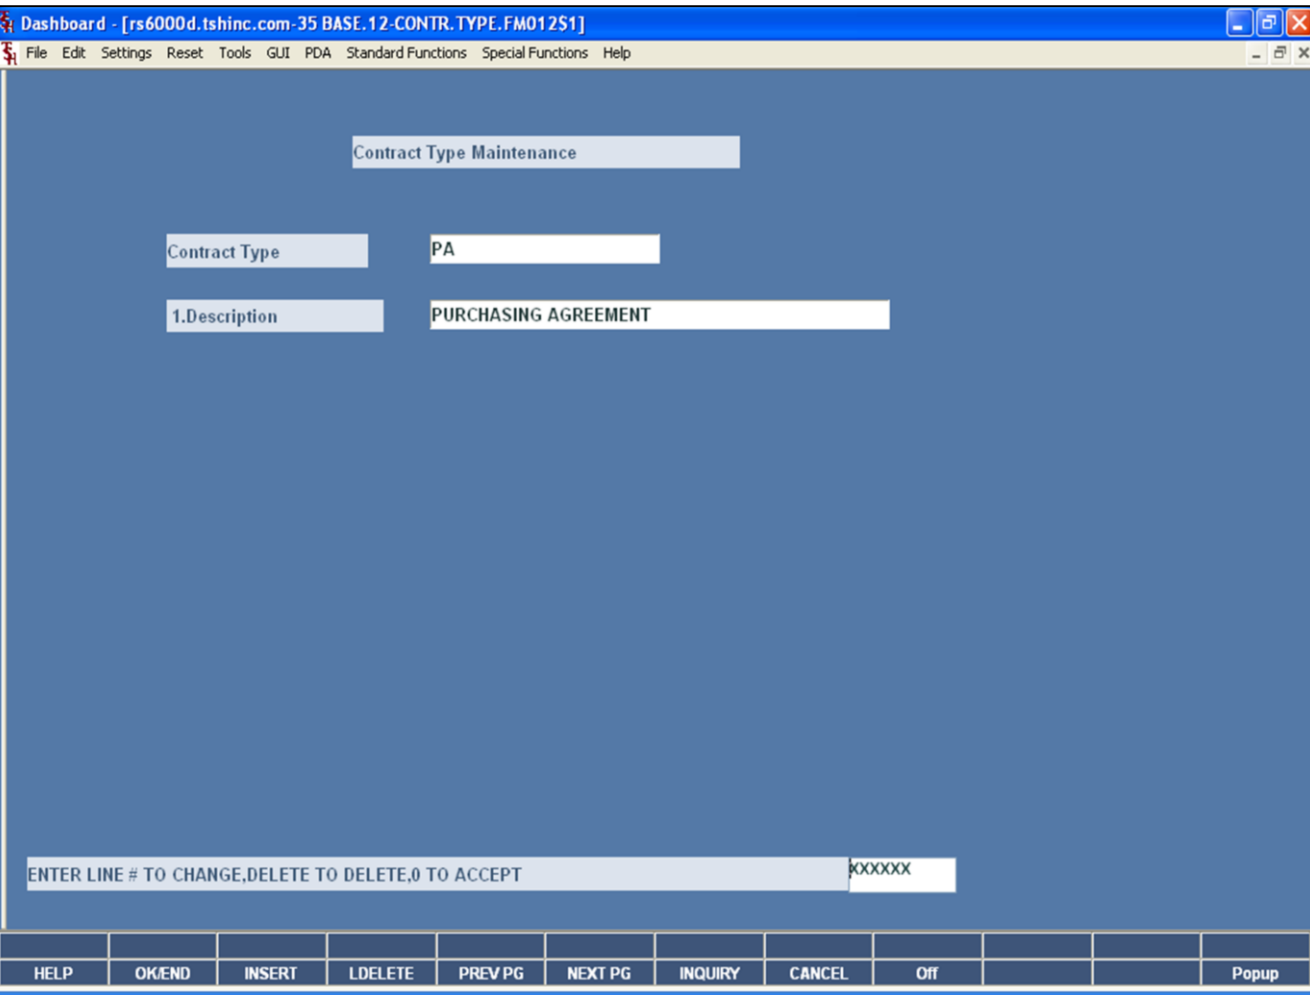 Dashboard - [rs6000d.tshinc.com-35 BASE.12-CONTR.TYPE.FM012$1]
File Edit Settings Reset Tools GUI PDA Standard Functions Special Functions Help
Contract Type Maintenance
Contract Type PA
1.Description PURCHASING AGREEMENT
ENTER LINE # TO CHANGE,DELETE TO DELETE,0 TO ACCEPT XXXXXX
HELP OK/END INSERT LDELETE PREV PG NEXT PG INQUIRY CANCEL Off Popup